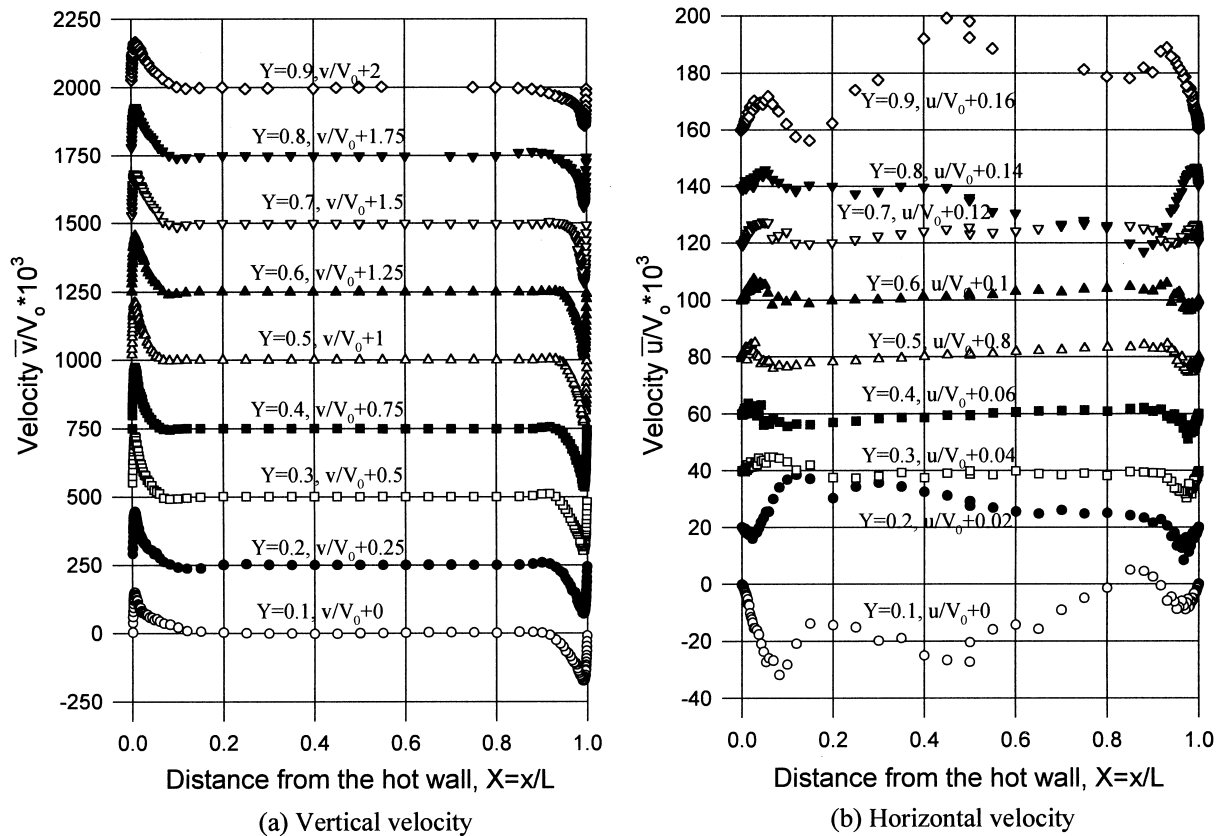 2250
2000
1750
1500
1250
1000
750
500
250
0
-250
Velocity v̅/Vₒ*10³
Y=0.9,v/V₀+2
Y=0.8, v/V₀+1.75
Y=0.7, v/V₀+1.5
Y=0.6, v/V₀+1.25
Y=0.5, v/V₀+1
Y=0.4, v/V₀+0.75
Y=0.3, v/V₀+0.5
Y=0.2, v/V₀+0.25
Y=0.1, v/V₀+0
0.0 0.2 0.4 0.6 0.8 1.0
Distance from the hot wall, X=x/L
(a) Vertical velocity
200
180
160
140
120
100
80
60
40
20
0
-20
-40
Velocity u̅/Vₒ*10³
Y=0.9, u/V₀+0.16
Y=0.8, u/V₀+0.14
Y=0.7, u/V₀+0.12
Y=0.6, u/V₀+0.1
Y=0.5, u/V₀+0.8
Y=0.4, u/V₀+0.06
Y=0.3, u/V₀+0.04
Y=0.2, u/V₀+0.02
Y=0.1, u/V₀+0
0.0 0.2 0.4 0.6 0.8 1.0
Distance from the hot wall, X=x/L
(b) Horizontal velocity